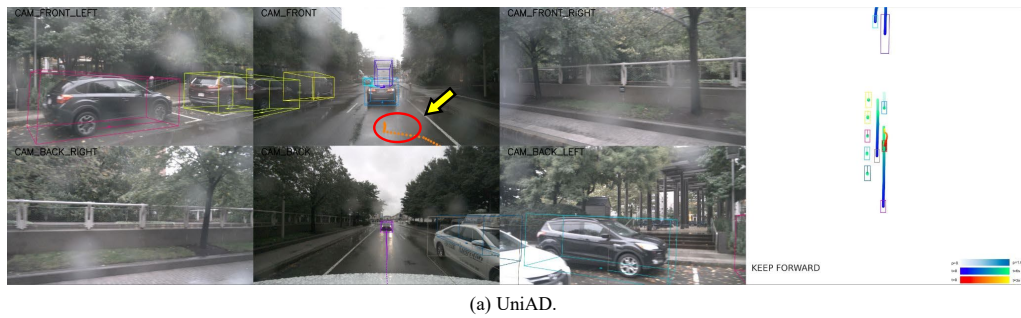 CAM_FRONT_LEFT
CAM_FRONT
CAM_FRONT_RIGHT
CAM_BACK_RIGHT
CAM_BACK
CAM_BACK_LEFT
KEEP FORWARD
(a) UniAD.